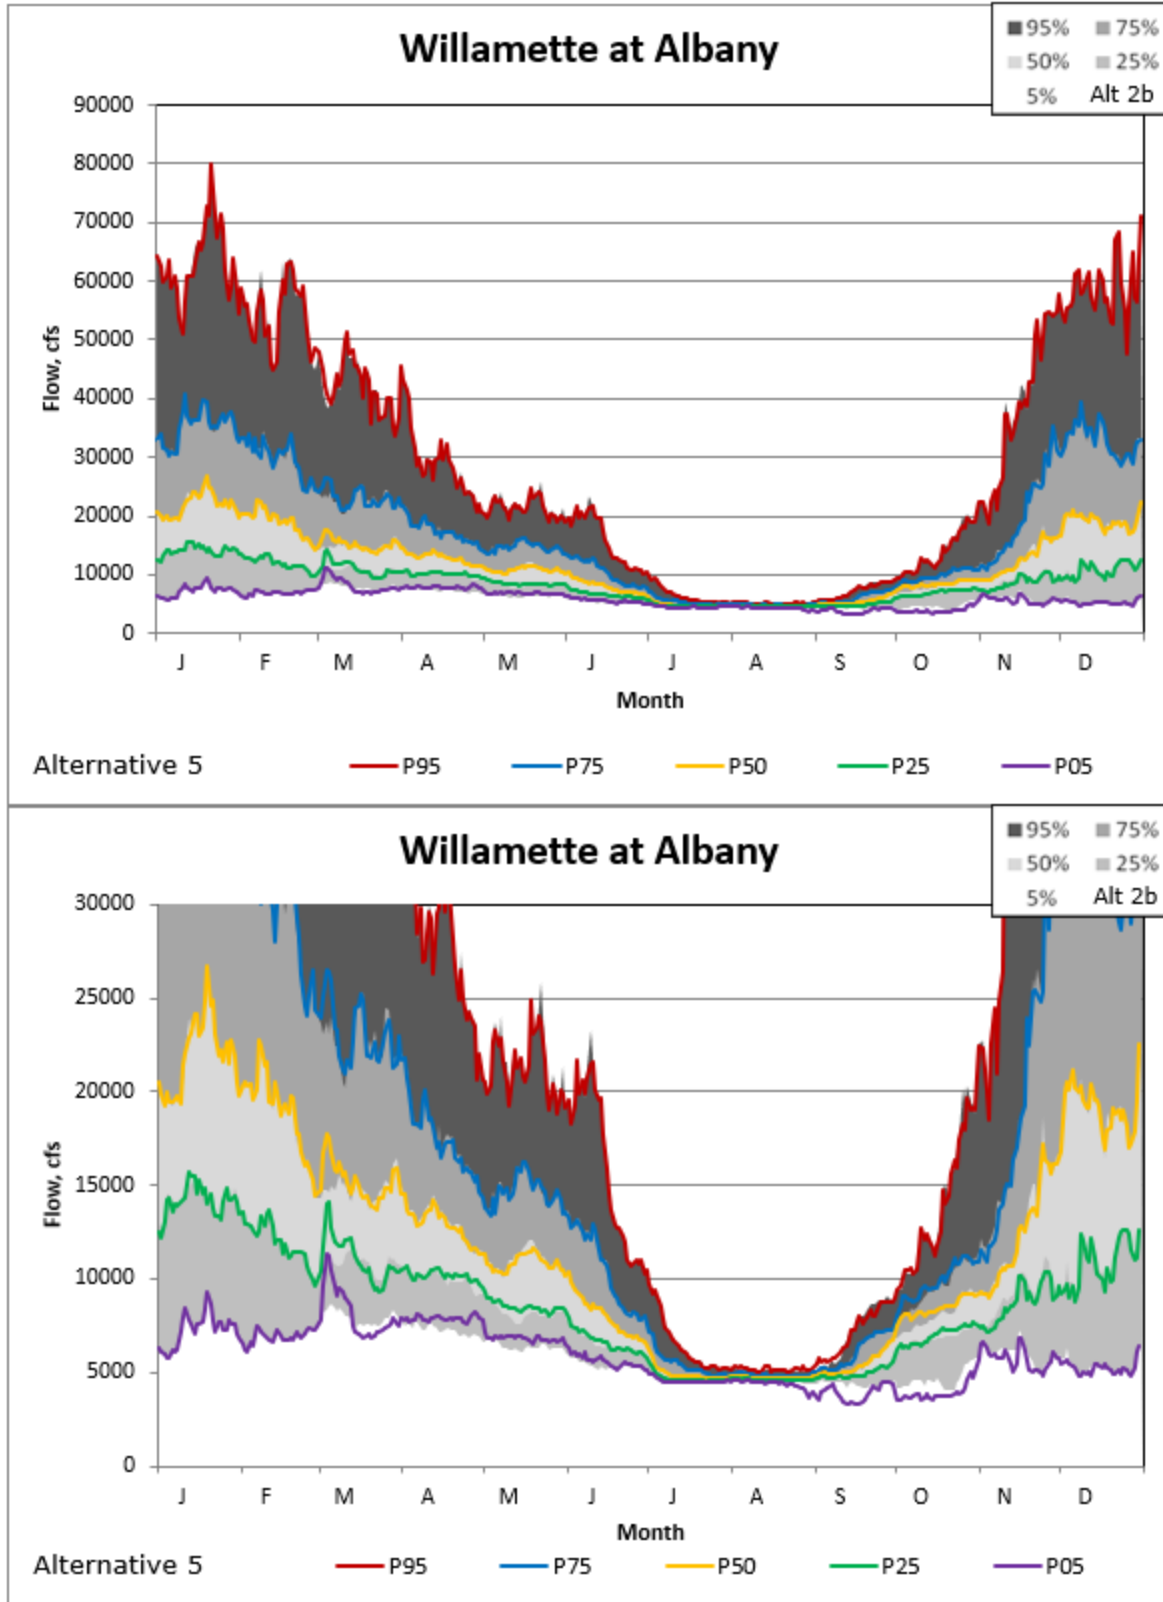 Willamette at Albany
95% 75%
50% 25%
5% Alt 2b
90000
80000
70000
60000
50000
40000
30000
20000
10000
0
Flow, cfs
J F M A M J J A S O N D
Month
Alternative 5 P95 P75 P50 P25 P05
Willamette at Albany
95% 75%
50% 25%
5% Alt 2b
30000
25000
20000
15000
10000
5000
0
Flow, cfs
J F M A M J J A S O N D
Month
Alternative 5 P95 P75 P50 P25 P05